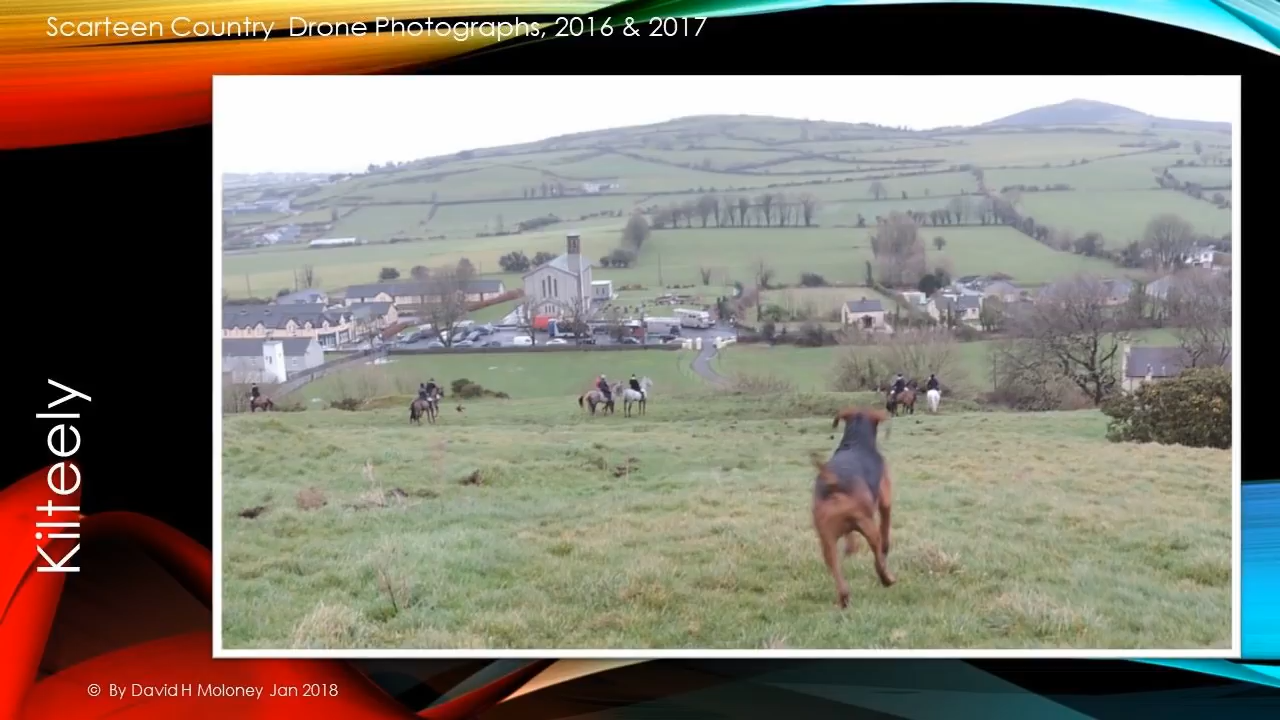 Scarteen Country Drone Photographs, 2016 & 2017
Kilteely
© By David H Moloney Jan 2018